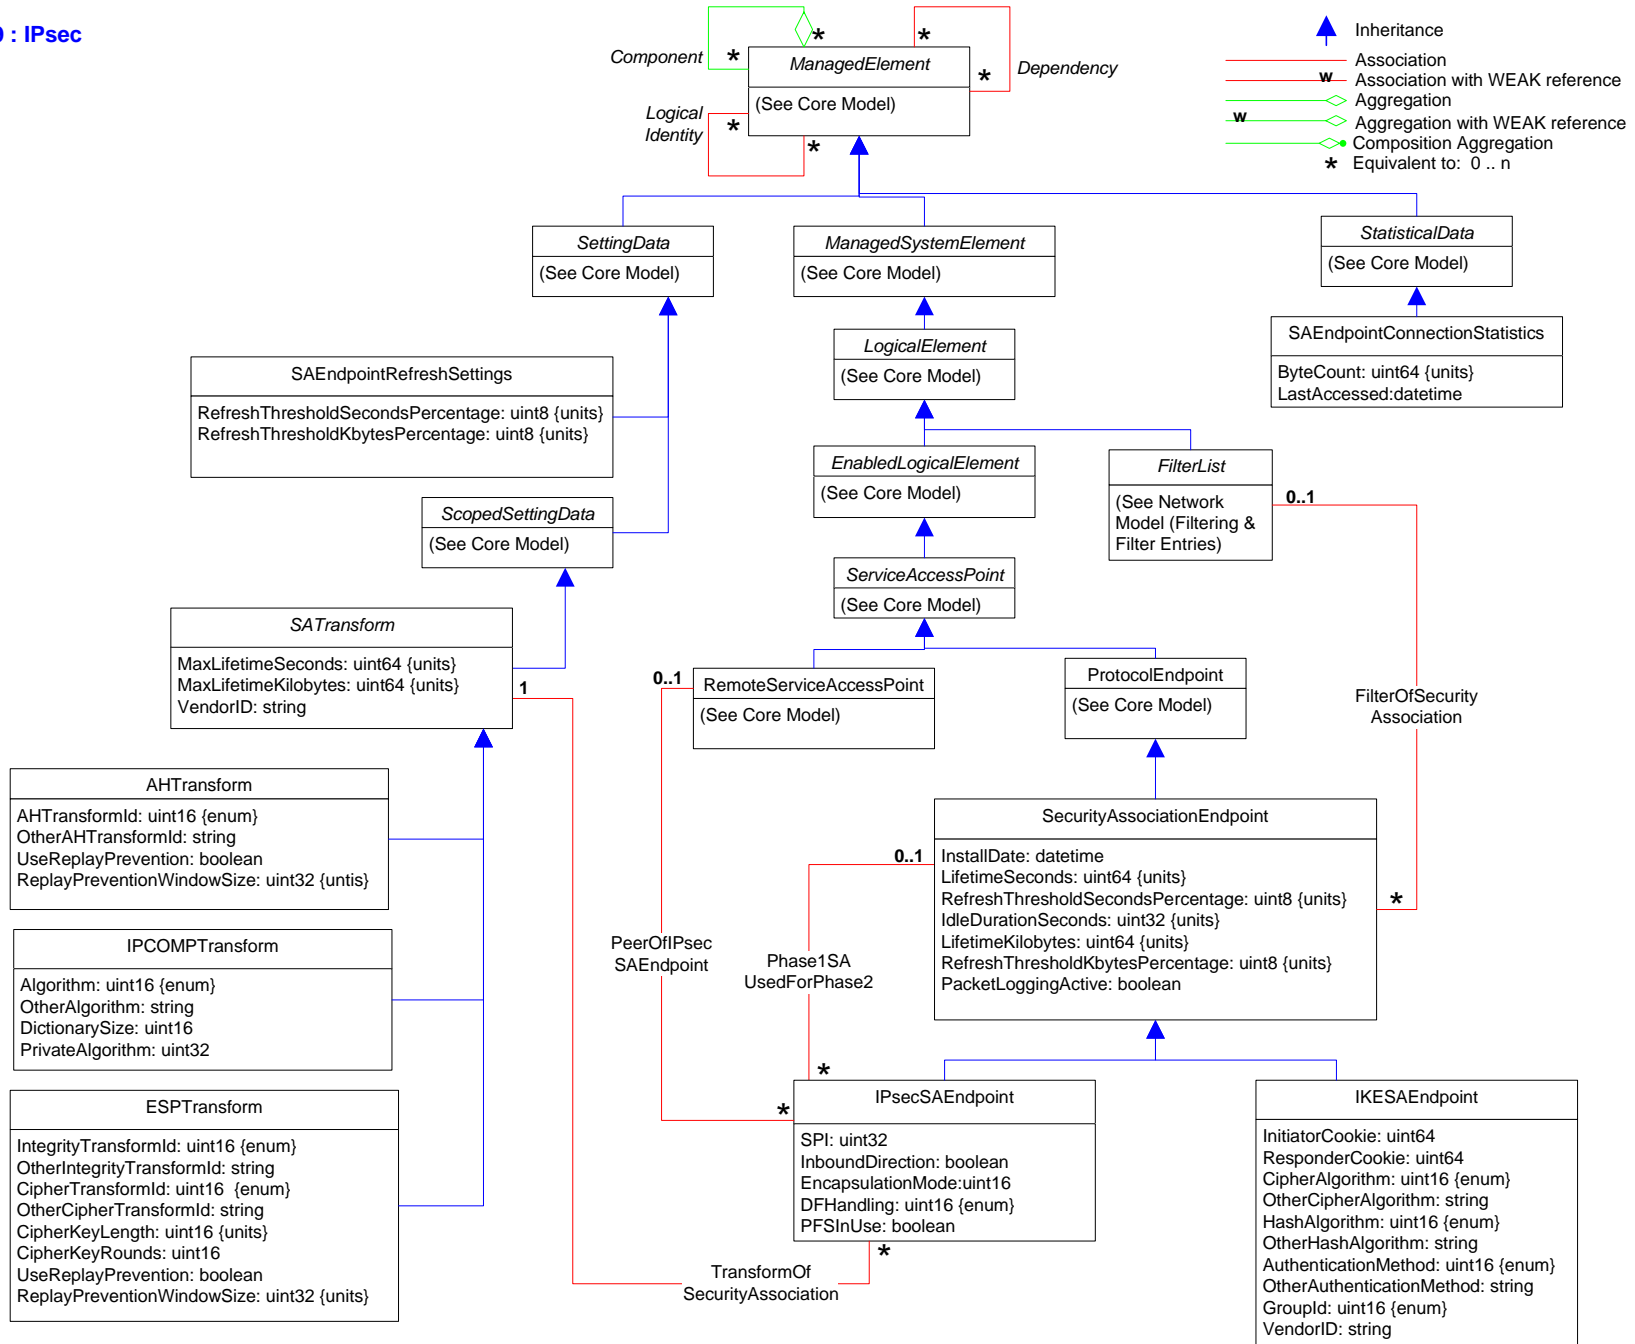 : IPsec
Inheritance
Association
w
Association with WEAK reference
Aggregation
w
Aggregation with WEAK reference
Composition Aggregation
* Equivalent to: 0 .. n
Component
*
*
ManagedElement
(See Core Model)
*
*
Dependency
Logical
Identity
*
*
SettingData
(See Core Model)
ManagedSystemElement
(See Core Model)
StatisticalData
(See Core Model)
SAEndpointConnectionStatistics
ByteCount: uint64 {units}
LastAccessed:datetime
LogicalElement
(See Core Model)
SAEndpointRefreshSettings
RefreshThresholdSecondsPercentage: uint8 {units}
RefreshThresholdKbytesPercentage: uint8 {units}
EnabledLogicalElement
(See Core Model)
FilterList
(See Network
Model (Filtering &
Filter Entries)
0..1
ScopedSettingData
(See Core Model)
ServiceAccessPoint
(See Core Model)
SATransform
MaxLifetimeSeconds: uint64 {units}
MaxLifetimeKilobytes: uint64 {units}
VendorID: string
1
0..1
RemoteServiceAccessPoint
(See Core Model)
ProtocolEndpoint
(See Core Model)
FilterOfSecurity
Association
AHTransform
AHTransformId: uint16 {enum}
OtherAHTransformId: string
UseReplayPrevention: boolean
ReplayPreventionWindowSize: uint32 {untis}
SecurityAssociationEndpoint
InstallDate: datetime
LifetimeSeconds: uint64 {units}
RefreshThresholdSecondsPercentage: uint8 {units}
IdleDurationSeconds: uint32 {units}
LifetimeKilobytes: uint64 {units}
RefreshThresholdKbytesPercentage: uint8 {units}
PacketLoggingActive: boolean
0..1
*
PeerOfIPsec
SAEndpoint
Phase1SA
UsedForPhase2
IPCOMPTransform
Algorithm: uint16 {enum}
OtherAlgorithm: string
DictionarySize: uint16
PrivateAlgorithm: uint32
*
*
IPsecSAEndpoint
SPI: uint32
InboundDirection: boolean
EncapsulationMode:uint16
DFHandling: uint16 {enum}
PFSInUse: boolean
*
IKESAEndpoint
InitiatorCookie: uint64
ResponderCookie: uint64
CipherAlgorithm: uint16 {enum}
OtherCipherAlgorithm: string
HashAlgorithm: uint16 {enum}
OtherHashAlgorithm: string
AuthenticationMethod: uint16 {enum}
OtherAuthenticationMethod: string
GroupId: uint16 {enum}
VendorID: string
ESPTransform
IntegrityTransformId: uint16 {enum}
OtherIntegrityTransformId: string
CipherTransformId: uint16 {enum}
OtherCipherTransformId: string
CipherKeyLength: uint16 {units}
CipherKeyRounds: uint16
UseReplayPrevention: boolean
ReplayPreventionWindowSize: uint32 {units}
TransformOf
SecurityAssociation